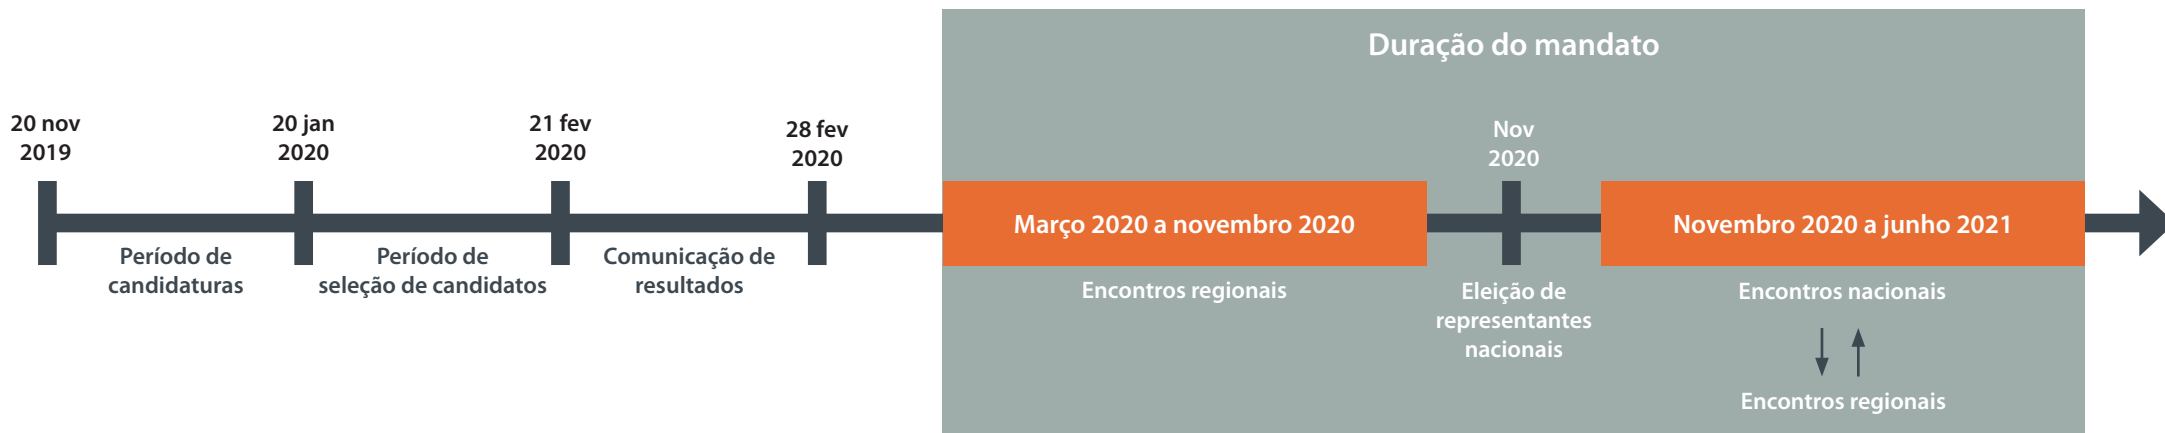 Duração do mandato
20 nov
2019
20 jan
2020
21 fev
2020
28 fev
2020
Nov
2020
Período de
candidaturas
Período de
seleção de candidatos
Comunicação de
resultados
Março 2020 a novembro 2020
Encontros regionais
Eleição de
representantes
nacionais
Novembro 2020 a junho 2021
Encontros nacionais
Encontros regionais